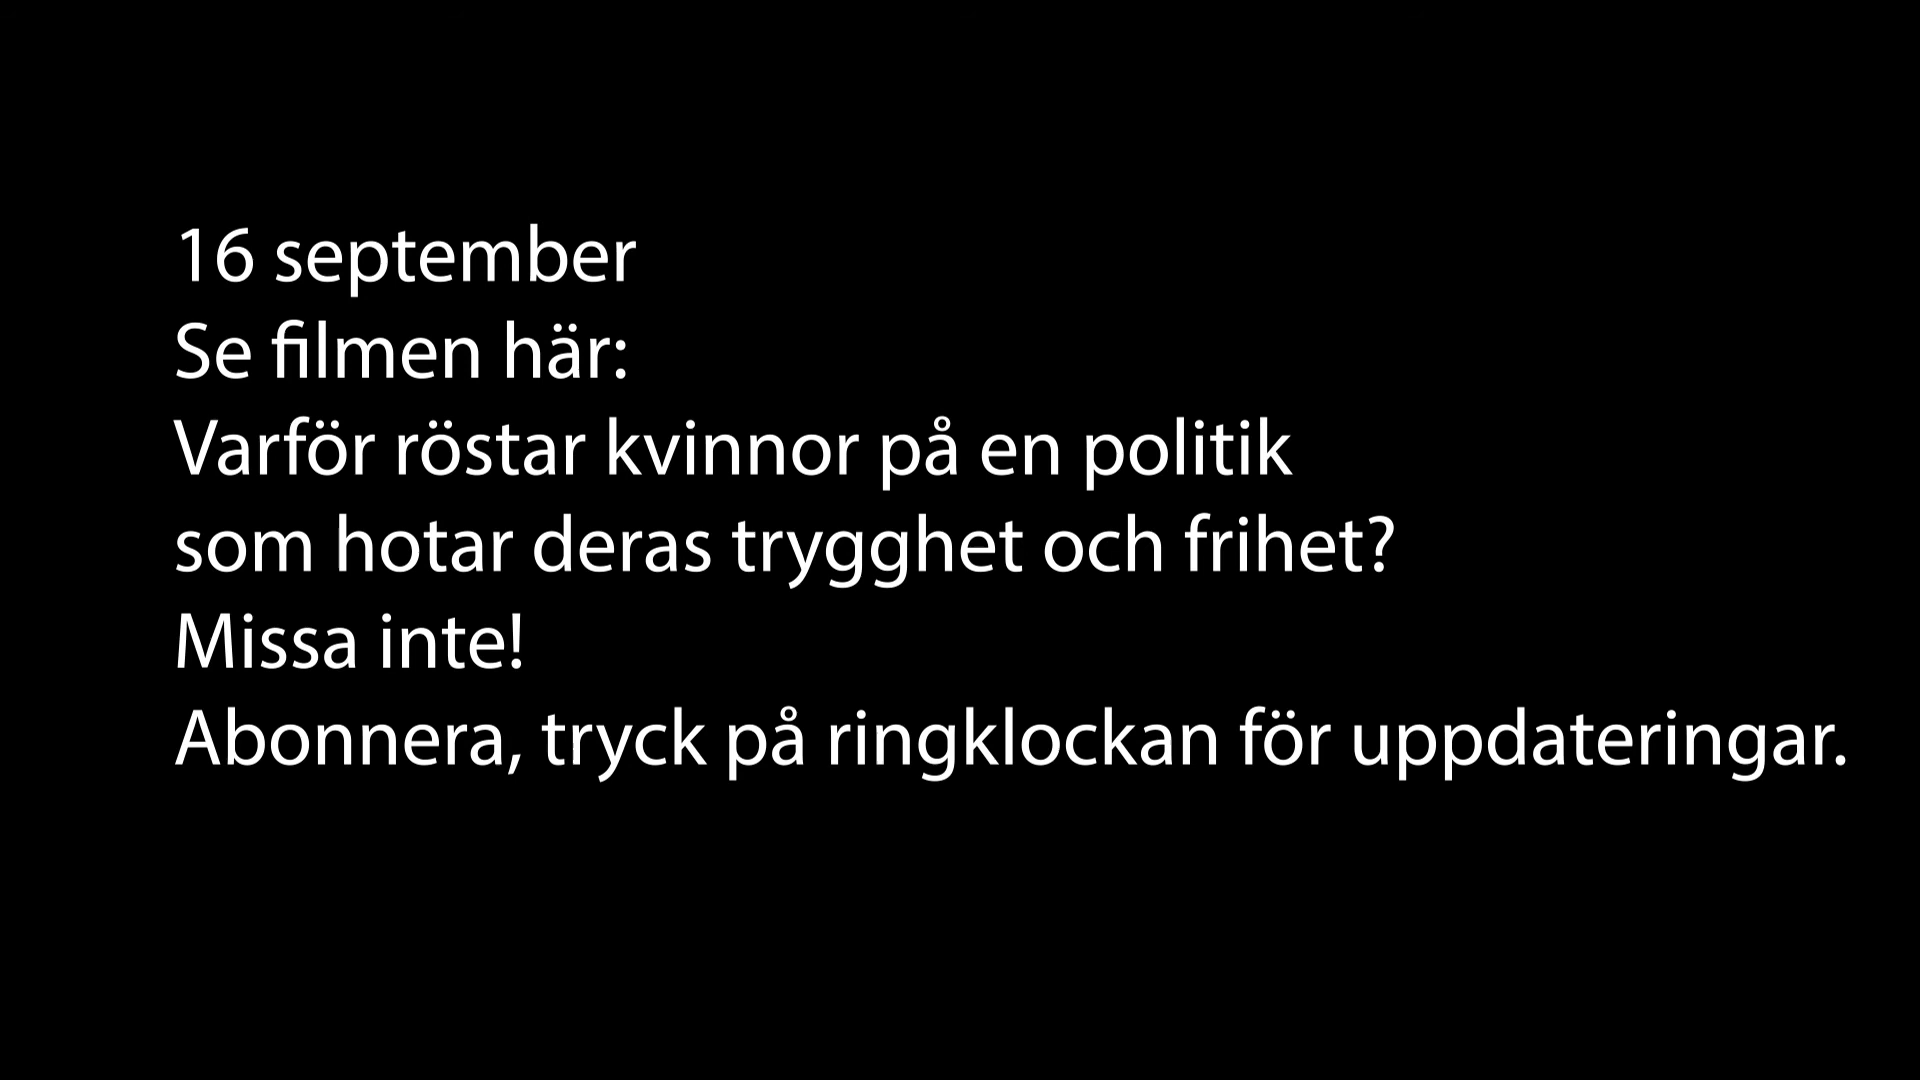 16 september
Se filmen här:
Varför röstar kvinnor på en politik
som hotar deras trygghet och frihet?
Missa inte!
Abonnera, tryck på ringklockan för uppdateringar.